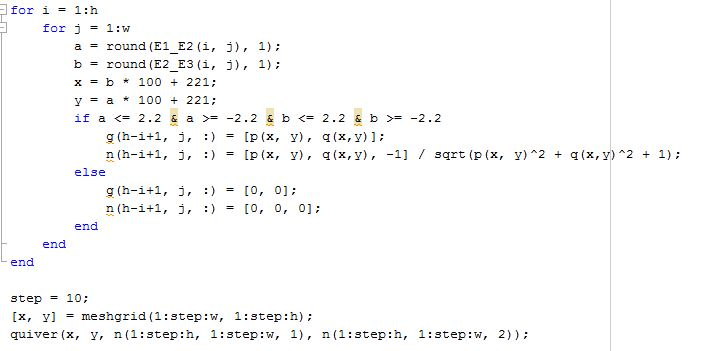 for i = 1:h
for j = 1:w
a = round(E1_E2(i, j), 1);
b = round(E2_E3(i, j), 1);
x = b * 100 + 221;
y = a * 100 + 221;
if a <= 2.2 & a >= -2.2 & b <= 2.2 & b >= -2.2
g(h-i+1, j, :) = [p(x, y), q(x,y)];
n(h-i+1, j, :) = [p(x, y), q(x,y), -1] / sqrt(p(x, y)^2 + q(x,y)^2 + 1);
else
g(h-i+1, j, :) = [0, 0];
n(h-i+1, j, :) = [0, 0, 0];
end
end
end
step = 10;
[x, y] = meshgrid(1:step:w, 1:step:h);
quiver(x, y, n(1:step:h, 1:step:w, 1), n(1:step:h, 1:step:w, 2));